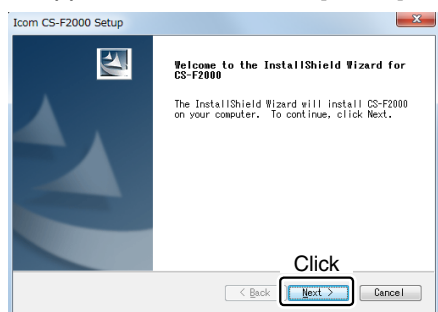 Icom CS-F2000 Setup
Welcome to the InstallShield Wizard for
CS-F2000
The InstallShield Wizard will install CS-F2000
on your computer. To continue, click Next.
Click
< Back Next > Cancel